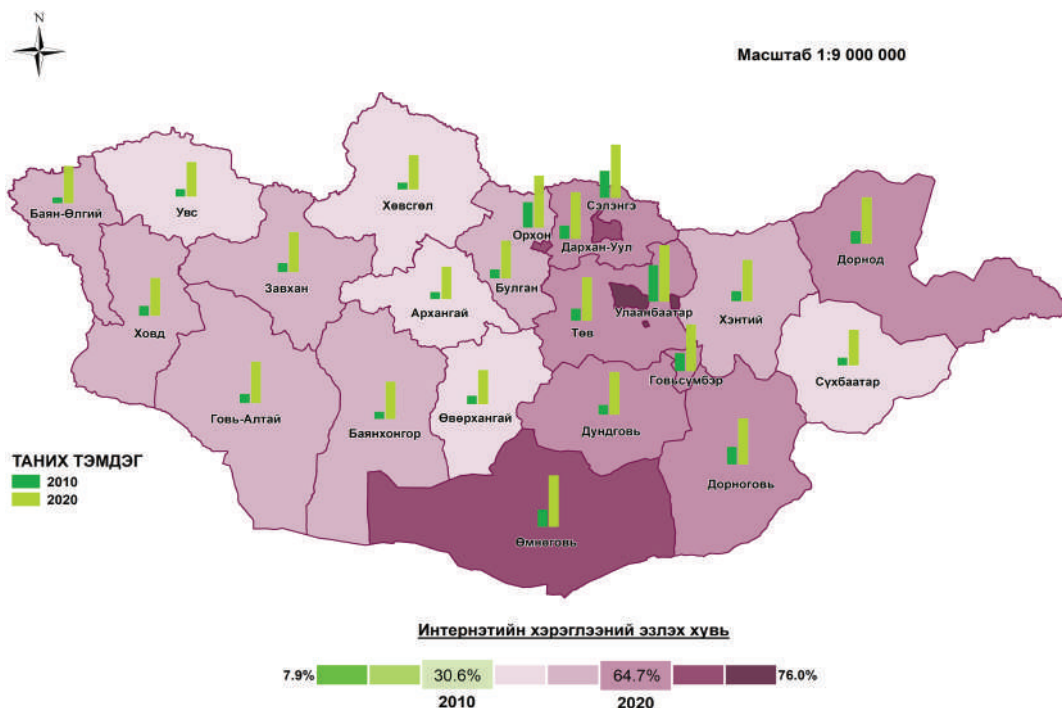 N
Масштаб 1:9 000 000
Баян-Өлгий
Увс
Хөвсгөл
Орхон
Сэлэнгэ
Дархан-Уул
Дорнод
Завхан
Булган
Архангай
Ховд
Төв
Улаанбаатар
Хэнтий
Сүхбаатар
Говьсүмбэр
Говь-Алтай
Баянхонгор
Өвөрхангай
Дундговь
Дорноговь
Өмнөговь
ТАНИХ ТЭМДЭГ
2010
2020
Интернэтийн хэрэглээний эзлэх хувь
7.9% 30.6% 64.7% 76.0%
2010 2020